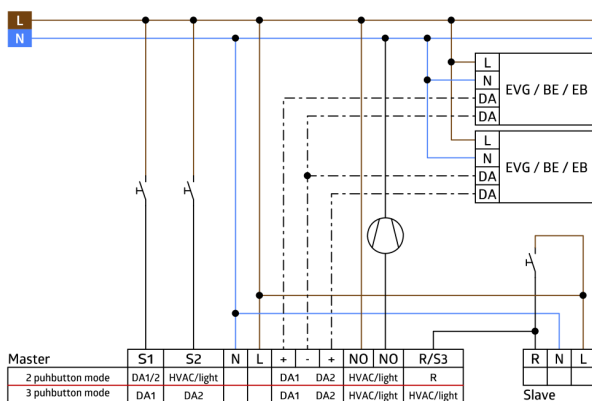 L
N
L
N
DA
DA
EVG / BE / EB
L
N
DA
DA
EVG / BE / EB
Master S1 S2 N L + - + NO NO R/S3
2 puhbutton mode DA1/2 HVAC/light DA1 DA2 HVAC/light R
3 puhbutton mode DA1 DA2 DA1 DA2 HVAC/light HVAC/light
R N L
Slave